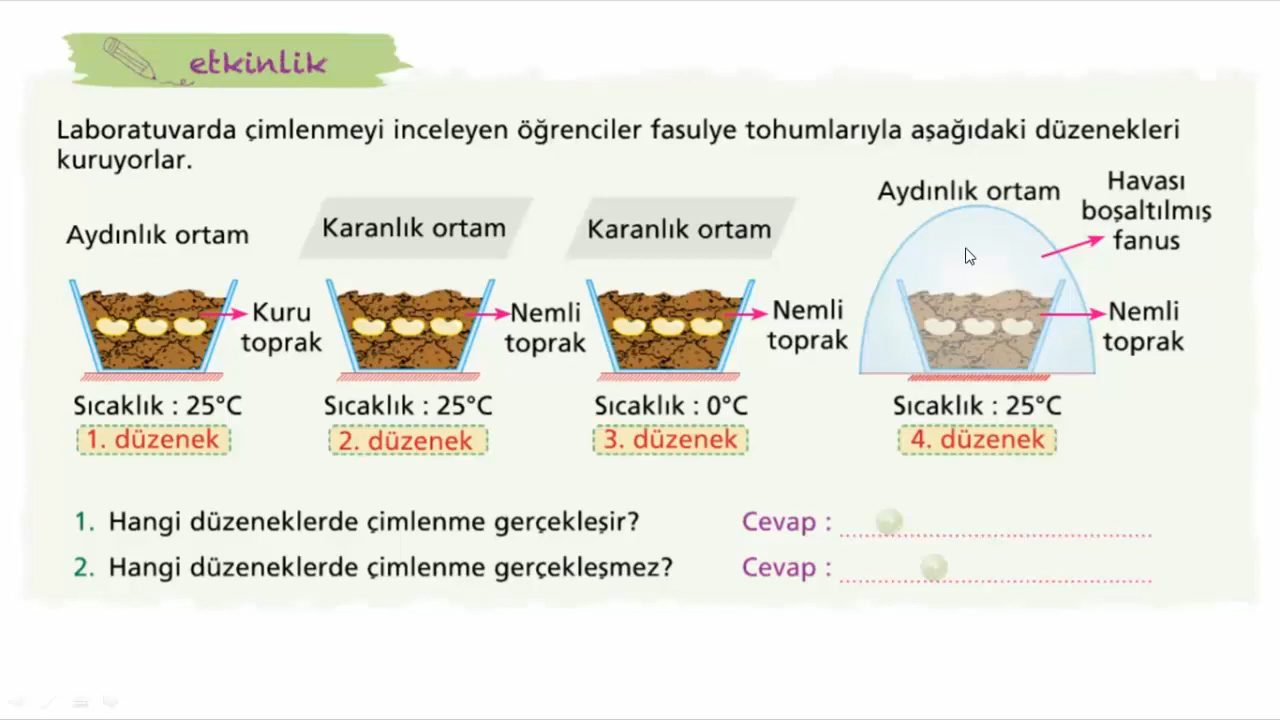 etkinlik
Laboratuvarda çimlenmeyi inceleyen öğrenciler fasulye tohumlarıyla aşağıdaki düzenekleri
kuruyorlar.
Aydınlık ortam
Kuru
toprak
Sıcaklık : 25°C
1. düzenek
Karanlık ortam
Nemli
toprak
Sıcaklık : 25°C
2. düzenek
Karanlık ortam
Nemli
toprak
Sıcaklık : 0°C
3. düzenek
Aydınlık ortam
Havası
boşaltılmış
fanus
Nemli
toprak
Sıcaklık : 25°C
4. düzenek
1. Hangi düzeneklerde çimlenme gerçekleşir? Cevap :
2. Hangi düzeneklerde çimlenme gerçekleşmez? Cevap :